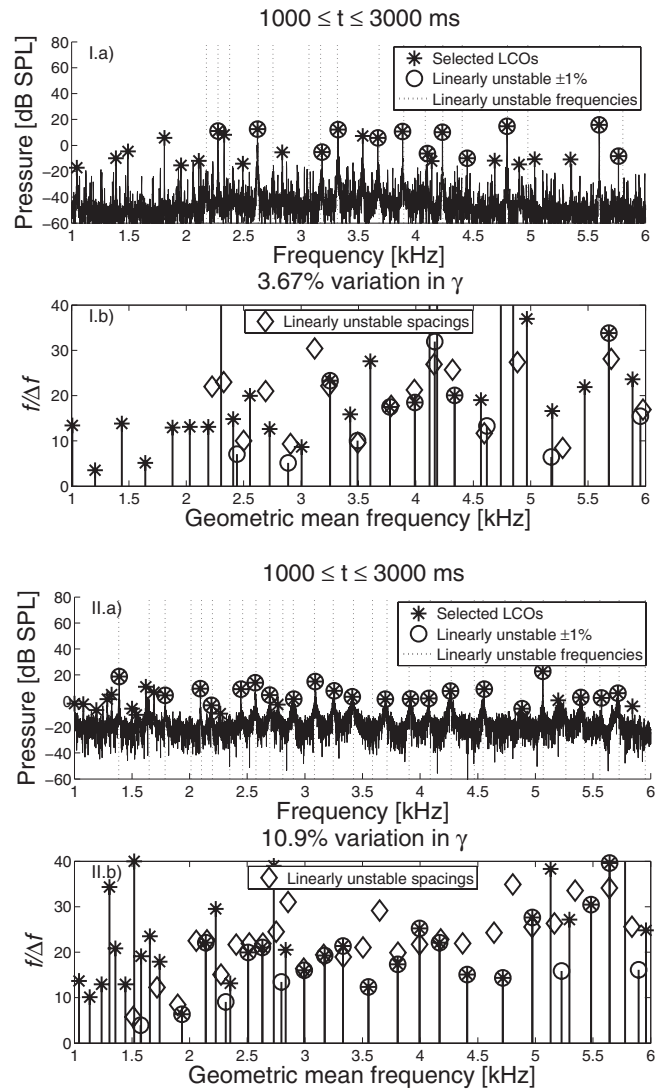 1000 ≤ t ≤ 3000 ms
I.a)
Selected LCOs
Linearly unstable ±1%
Linearly unstable frequencies
Pressure [dB SPL]
80
60
40
20
0
−20
−40
−60
1 1.5 2 2.5 3 3.5 4 4.5 5 5.5 6
Frequency [kHz]
3.67% variation in γ
I.b)
Linearly unstable spacings
f/Δf
40
30
20
10
0
1 1.5 2 2.5 3 3.5 4 4.5 5 5.5 6
Geometric mean frequency [kHz]
1000 ≤ t ≤ 3000 ms
II.a)
Selected LCOs
Linearly unstable ±1%
Linearly unstable frequencies
Pressure [dB SPL]
80
60
40
20
0
−20
−40
−60
1 1.5 2 2.5 3 3.5 4 4.5 5 5.5 6
Frequency [kHz]
10.9% variation in γ
II.b)
Linearly unstable spacings
f/Δf
40
30
20
10
0
1 1.5 2 2.5 3 3.5 4 4.5 5 5.5 6
Geometric mean frequency [kHz]